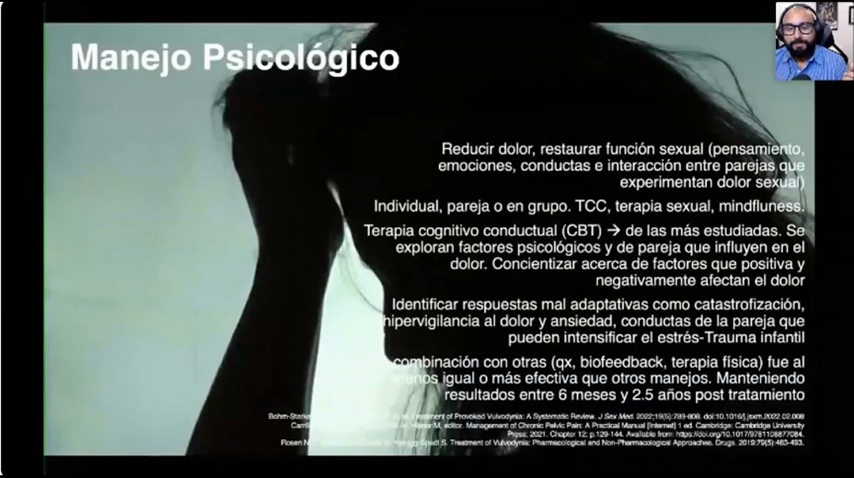 Manejo Psicológico
Reducir dolor, restaurar función sexual (pensamiento,
emociones, conductas e interacción entre parejas que
experimentan dolor sexual)
Individual, pareja o en grupo. TCC, terapia sexual, mindfluness.
Terapia cognitivo conductual (CBT) → de las más estudiadas. Se
exploran factores psicológicos y de pareja que influyen en el
dolor. Concientizar acerca de factores que positiva y
negativamente afectan el dolor
Identificar respuestas mal adaptativas como catastrofización,
hipervigilancia al dolor y ansiedad, conductas de la pareja que
pueden intensificar el estrés-Trauma infantil
combinación con otras (qx, biofeedback, terapia física) fue al
menos igual o más efectiva que otros manejos. Manteniendo
resultados entre 6 meses y 2.5 años post tratamiento
Treatment of Provoked Vulvodynia: A Systematic Review. J Sex Med. 2022;19(5):789-808. doi:10.1016/j.jsxm.2022.02.008
editor. Management of Chronic Pelvic Pain: A Practical Manual [Internet] 1 ed. Cambridge: Cambridge University
Press; 2021. Chapter 12; p.129-144. Available from: https://doi.org/10.1017/9781108877084.
S. Treatment of Vulvodynia: Pharmacological and Non-Pharmacological Approaches. Drugs. 2019;79(5):483-493.